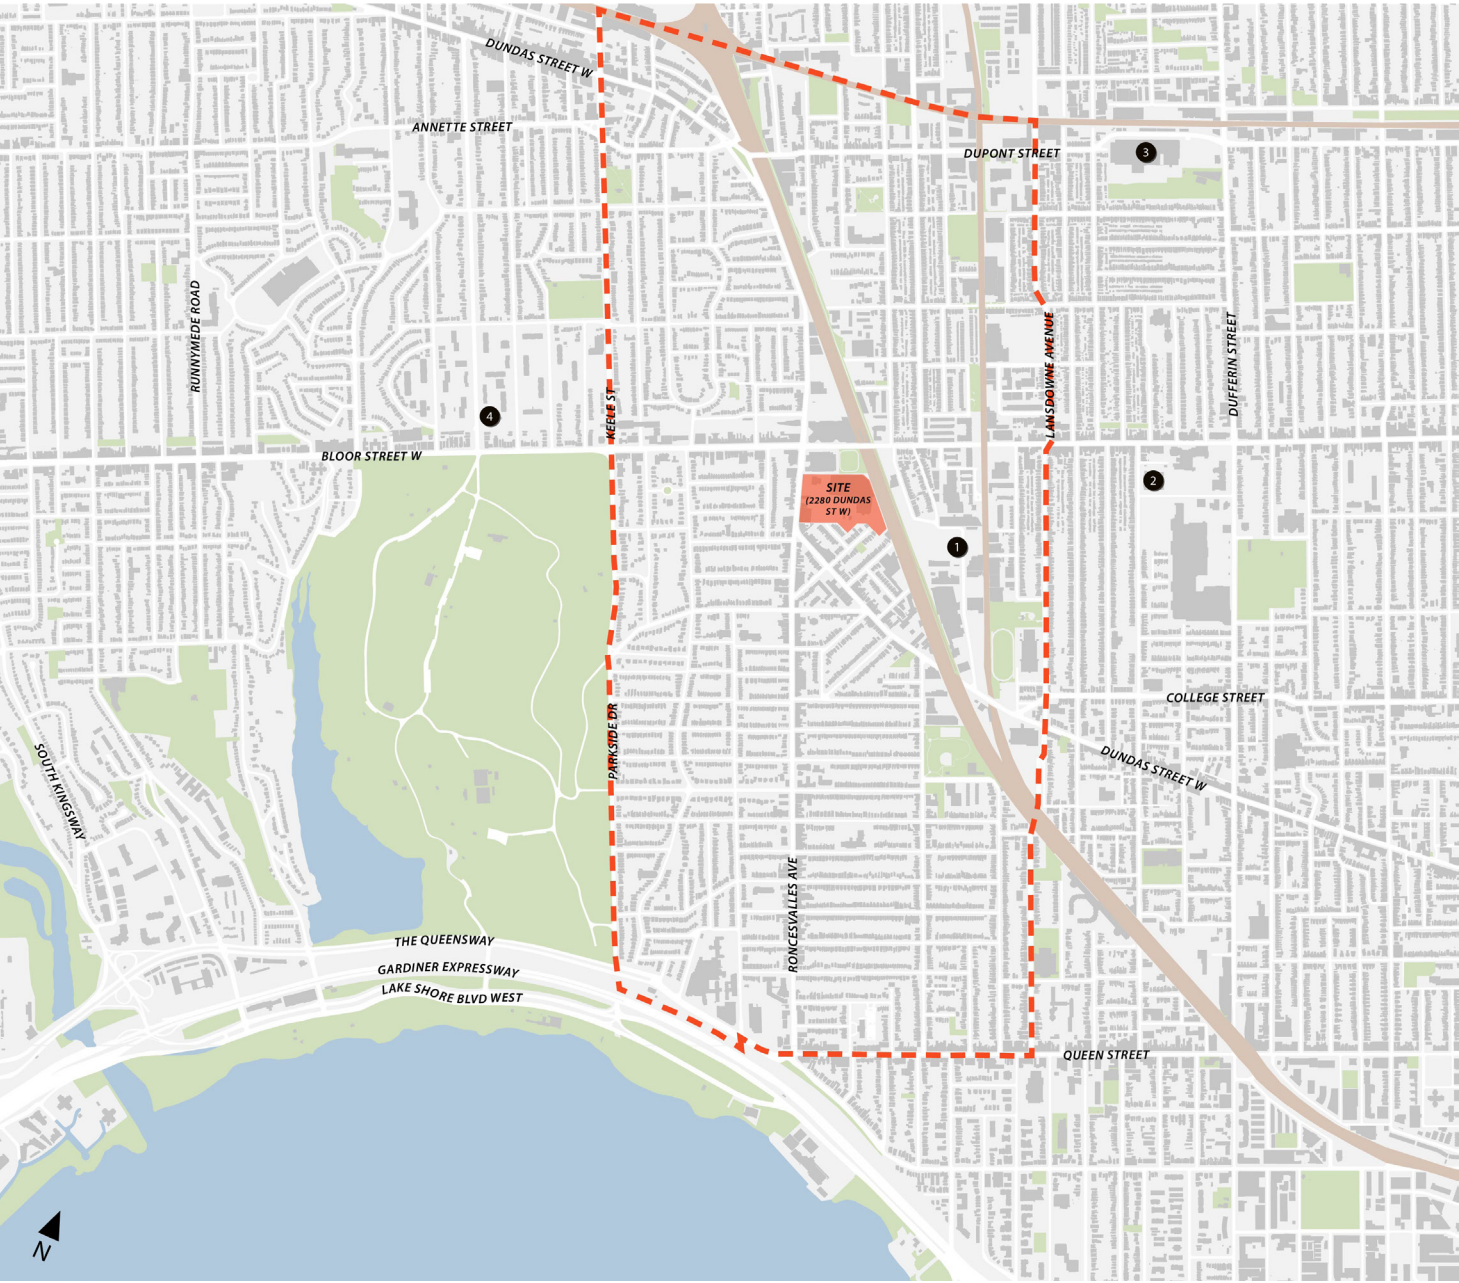 DUNDAS STREET W
ANNETTE STREET
DUPONT STREET
3
RUNNYMEDE ROAD
LANSDOWNE AVENUE
DUFFERIN STREET
KEELE ST
4
BLOOR STREET W
SITE
(2280 DUNDAS
ST W)
2
1
COLLEGE STREET
PARKSIDE DR
SOUTH KINGSWAY
DUNDAS STREET W
RONCESVALLES AVE
THE QUEENSWAY
GARDINER EXPRESSWAY
LAKE SHORE BLVD WEST
QUEEN STREET
N